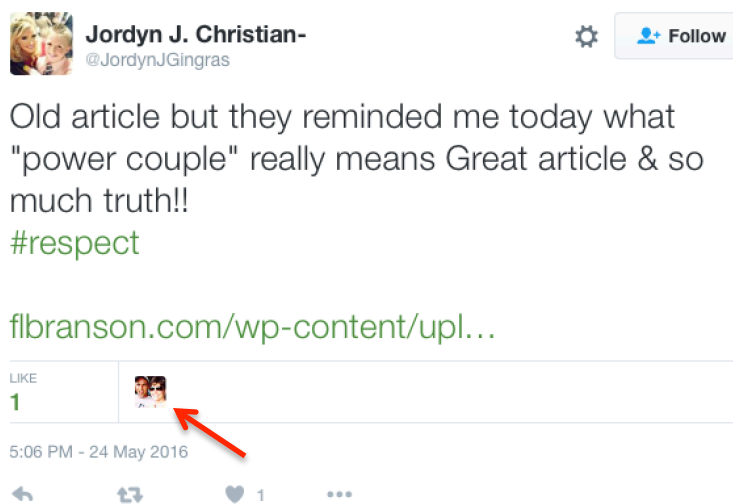 Jordyn J. Christian-
@JordynJGingras
Follow
Old article but they reminded me today what
"power couple" really means Great article & so
much truth!!
#respect
flbranson.com/wp-content/upl…
LIKE
1
5:06 PM - 24 May 2016
1